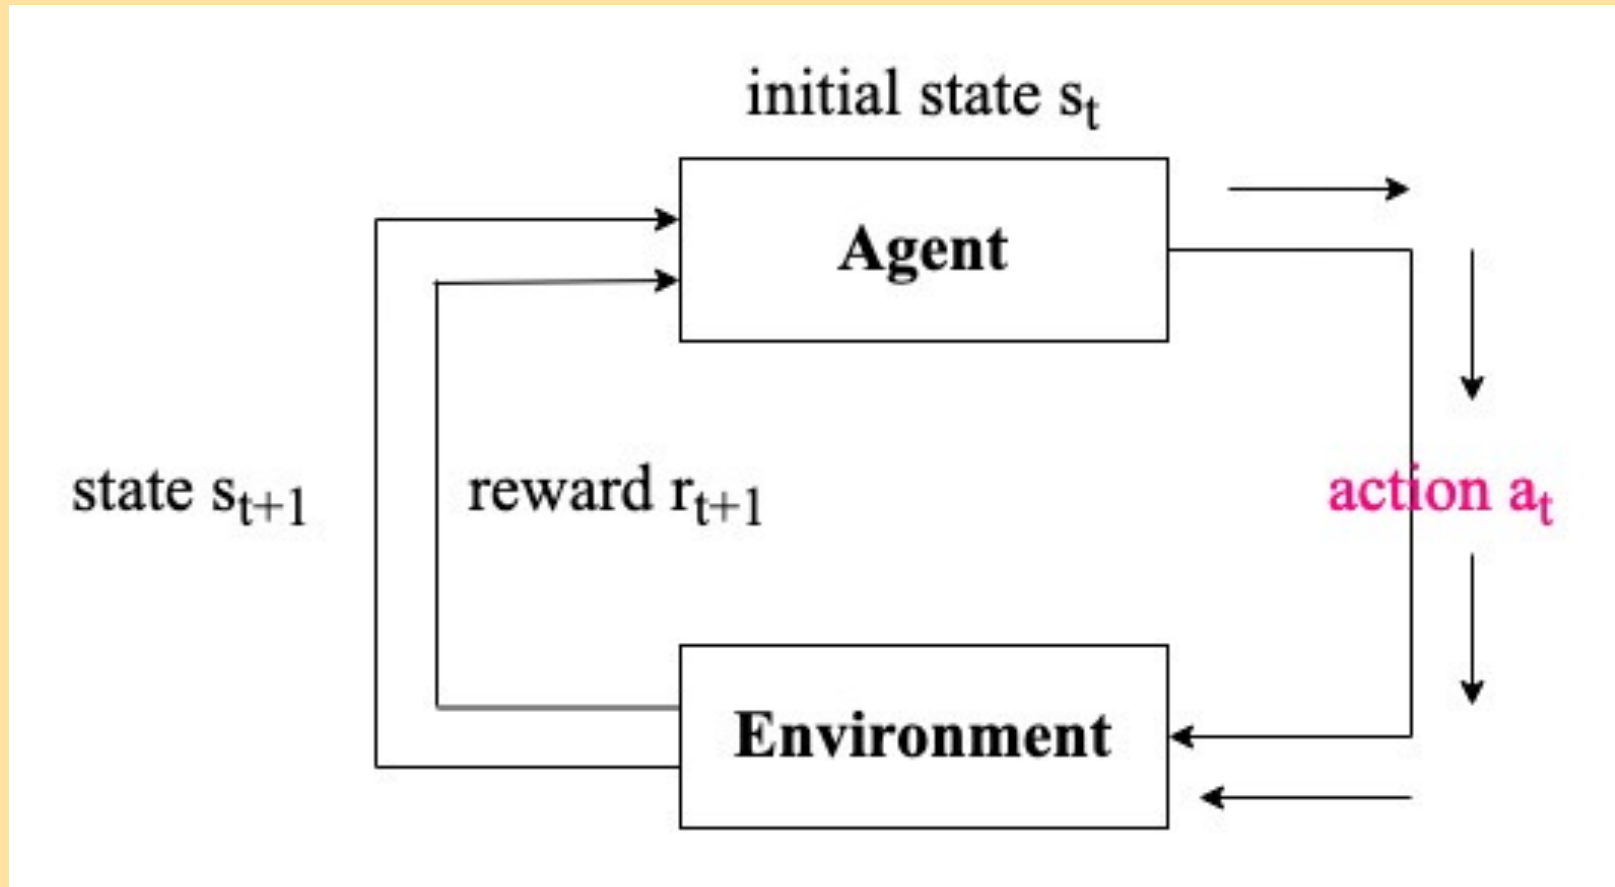 initial state sₜ
Agent
state sₜ₊₁
reward rₜ₊₁
action aₜ
Environment